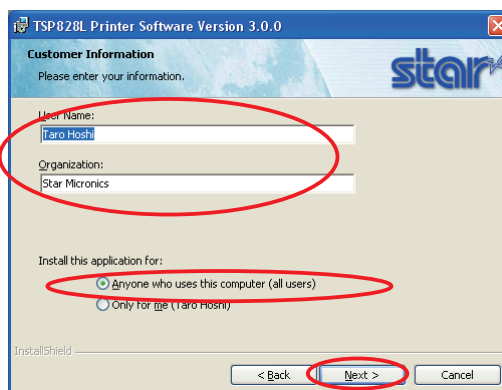 TSP828L Printer Software Version 3.0.0
Customer Information
Please enter your information.
star
User Name:
Taro Hoshi
Organization:
Star Micronics
Install this application for:
Anyone who uses this computer (all users)
Only for me (Taro Hoshi)
InstallShield
< Back Next > Cancel